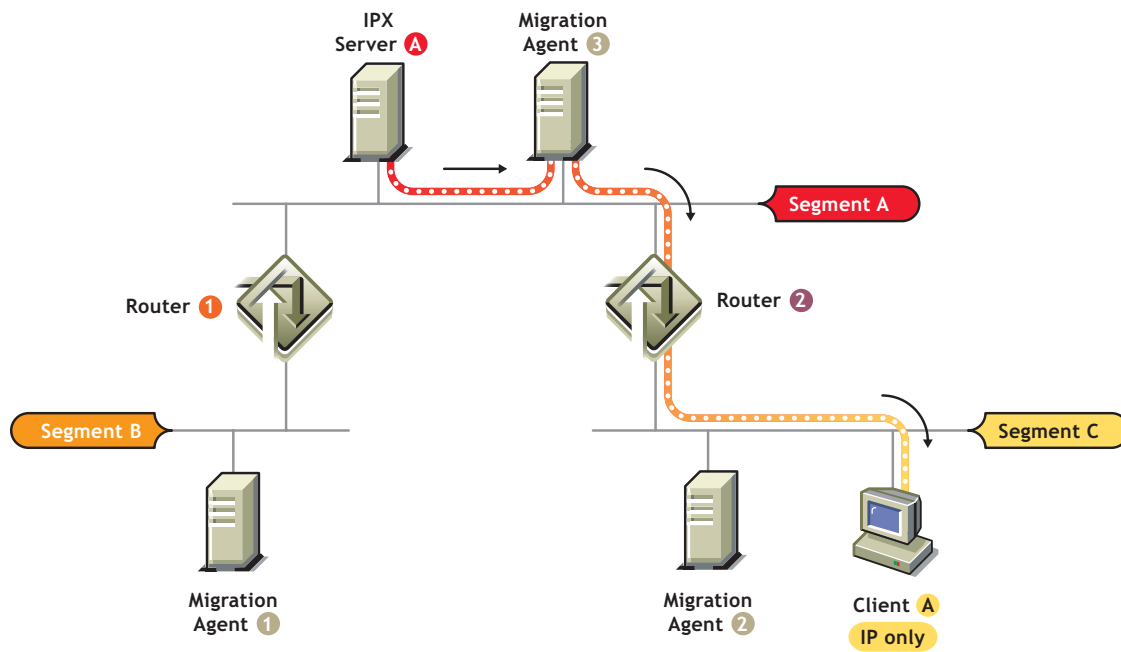 IPX
Server A
Migration
Agent 3
Segment A
Router 1
Router 2
Segment B
Segment C
Migration
Agent 1
Migration
Agent 2
Client A
IP only